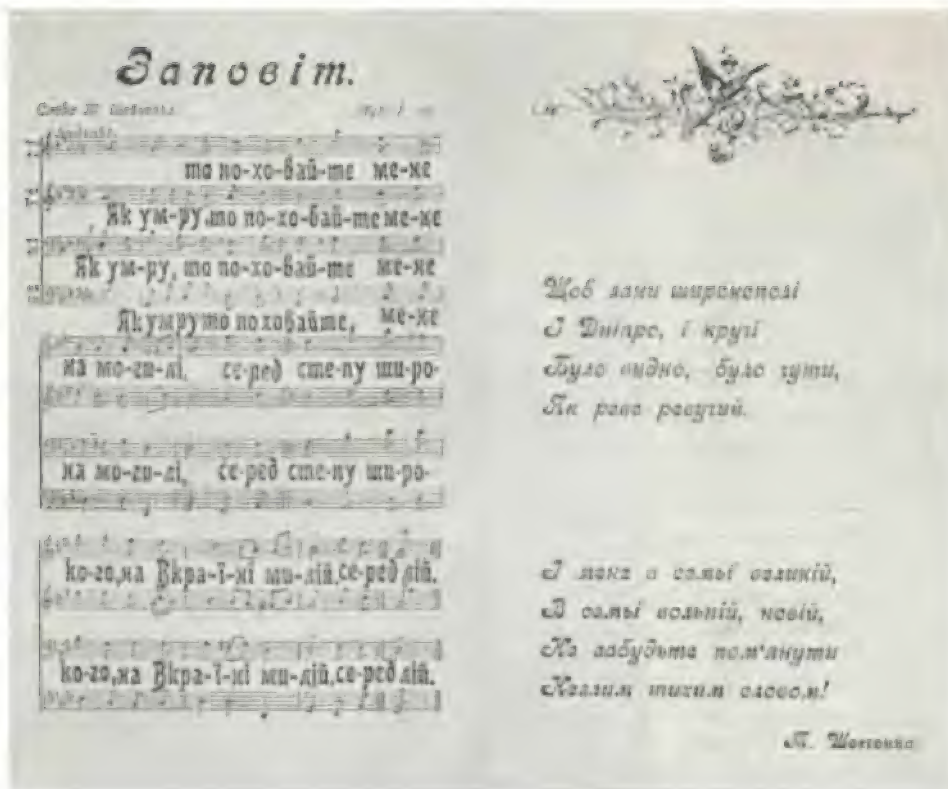 Заповіт.
Слова Т. Шевченка
то по-хо-вай-те ме-не
Як ум-ру, то по-хо-вай-те ме-не
Як ум-ру, то по-хо-вай-те ме-не
Як умру то поховайте, ме-не
на мо-ги-лі, се-ред сте-пу ши-ро-
на мо-ги-лі, се-ред сте-пу ши-ро-
ко-го, на Вкра-ї-ні ми-лій, се-ред лій.
ко-го, на Вкра-ї-ні ми-лій, се-ред лій.
Щоб лани широкополі
І Дніпро, і кручі
Було видно, було чути,
Як реве ревучий.
І мене в семьї великій,
В семьї вольній, новій,
Не забудьте пом'янути
Незлим тихим словом!
Т. Шевченко